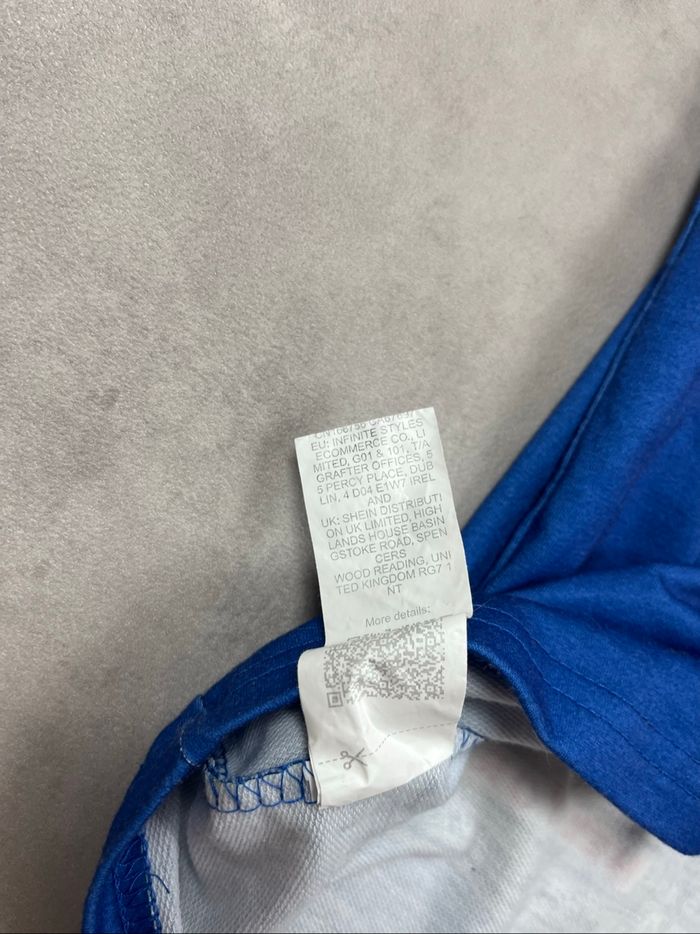 EU: INFINITE STYLES
ECOMMERCE CO., LI
MITED, G01 & 101, T/A
GRAFTER OFFICES, 5
5 PERCY PLACE, DUB
LIN, 4 D04 E1W7 IREL
AND
UK: SHEIN DISTRIBUTI
ON UK LIMITED, HIGH
LANDS HOUSE BASIN
GSTOKE ROAD, SPEN
CERS
WOOD READING, UNI
TED KINGDOM RG7 1
NT
More details: